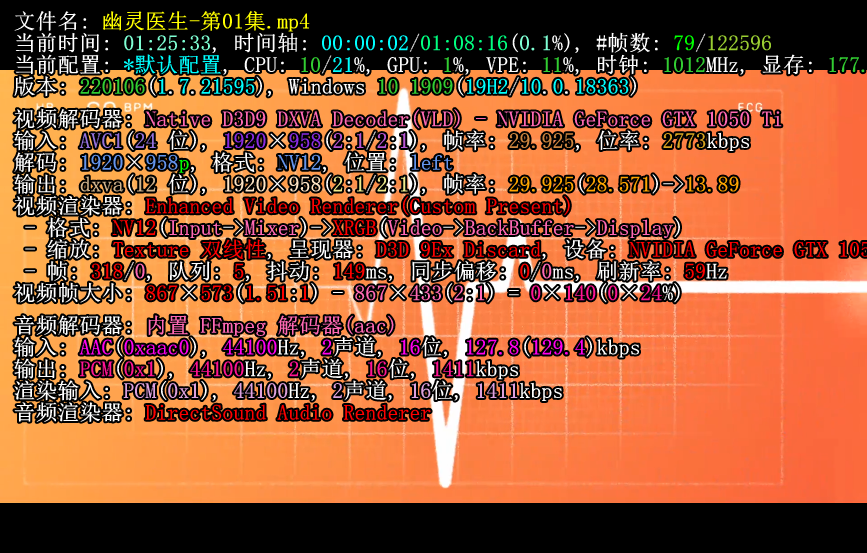 文件名: 幽灵医生-第01集.mp4
当前时间: 01:25:33, 时间轴: 00:00:02/01:08:16(0.1%), #帧数: 79/122596
当前配置: *默认配置, CPU: 10/21%, GPU: 1%, VPE: 11%, 时钟: 1012MHz, 显存: 177.
版本: 220106(1.7.21595), Windows 10 1909(19H2/10.0.18363)
BPM
ECG
视频解码器: Native D3D9 DXVA Decoder(VLD) - NVIDIA GeForce GTX 1050 Ti
输入: AVC1(24 位), 1920×958(2:1/2:1), 帧率: 29.925, 位率: 2773kbps
解码: 1920×958p, 格式: NV12, 位置: left
输出: dxva(12 位), 1920×958(2:1/2:1), 帧率: 29.925(28.571)->13.89
视频渲染器: Enhanced Video Renderer(Custom Present)
- 格式: NV12(Input->Mixer)->XRGB(Video->BackBuffer->Display)
- 缩放: Texture 双线性, 呈现器: D3D 9Ex Discard, 设备: NVIDIA GeForce GTX 105
- 帧: 318/0, 队列: 5, 抖动: 149ms, 同步偏移: 0/0ms, 刷新率: 59Hz
视频帧大小: 867×573(1.51:1) - 867×433(2:1) = 0×140(0×24%)
音频解码器: 内置 FFmpeg 解码器(aac)
输入: AAC(0xaac0), 44100Hz, 2声道, 16位, 127.8(129.4)kbps
输出: PCM(0x1), 44100Hz, 2声道, 16位, 1411kbps
渲染输入: PCM(0x1), 44100Hz, 2声道, 16位, 1411kbps
音频渲染器: DirectSound Audio Renderer